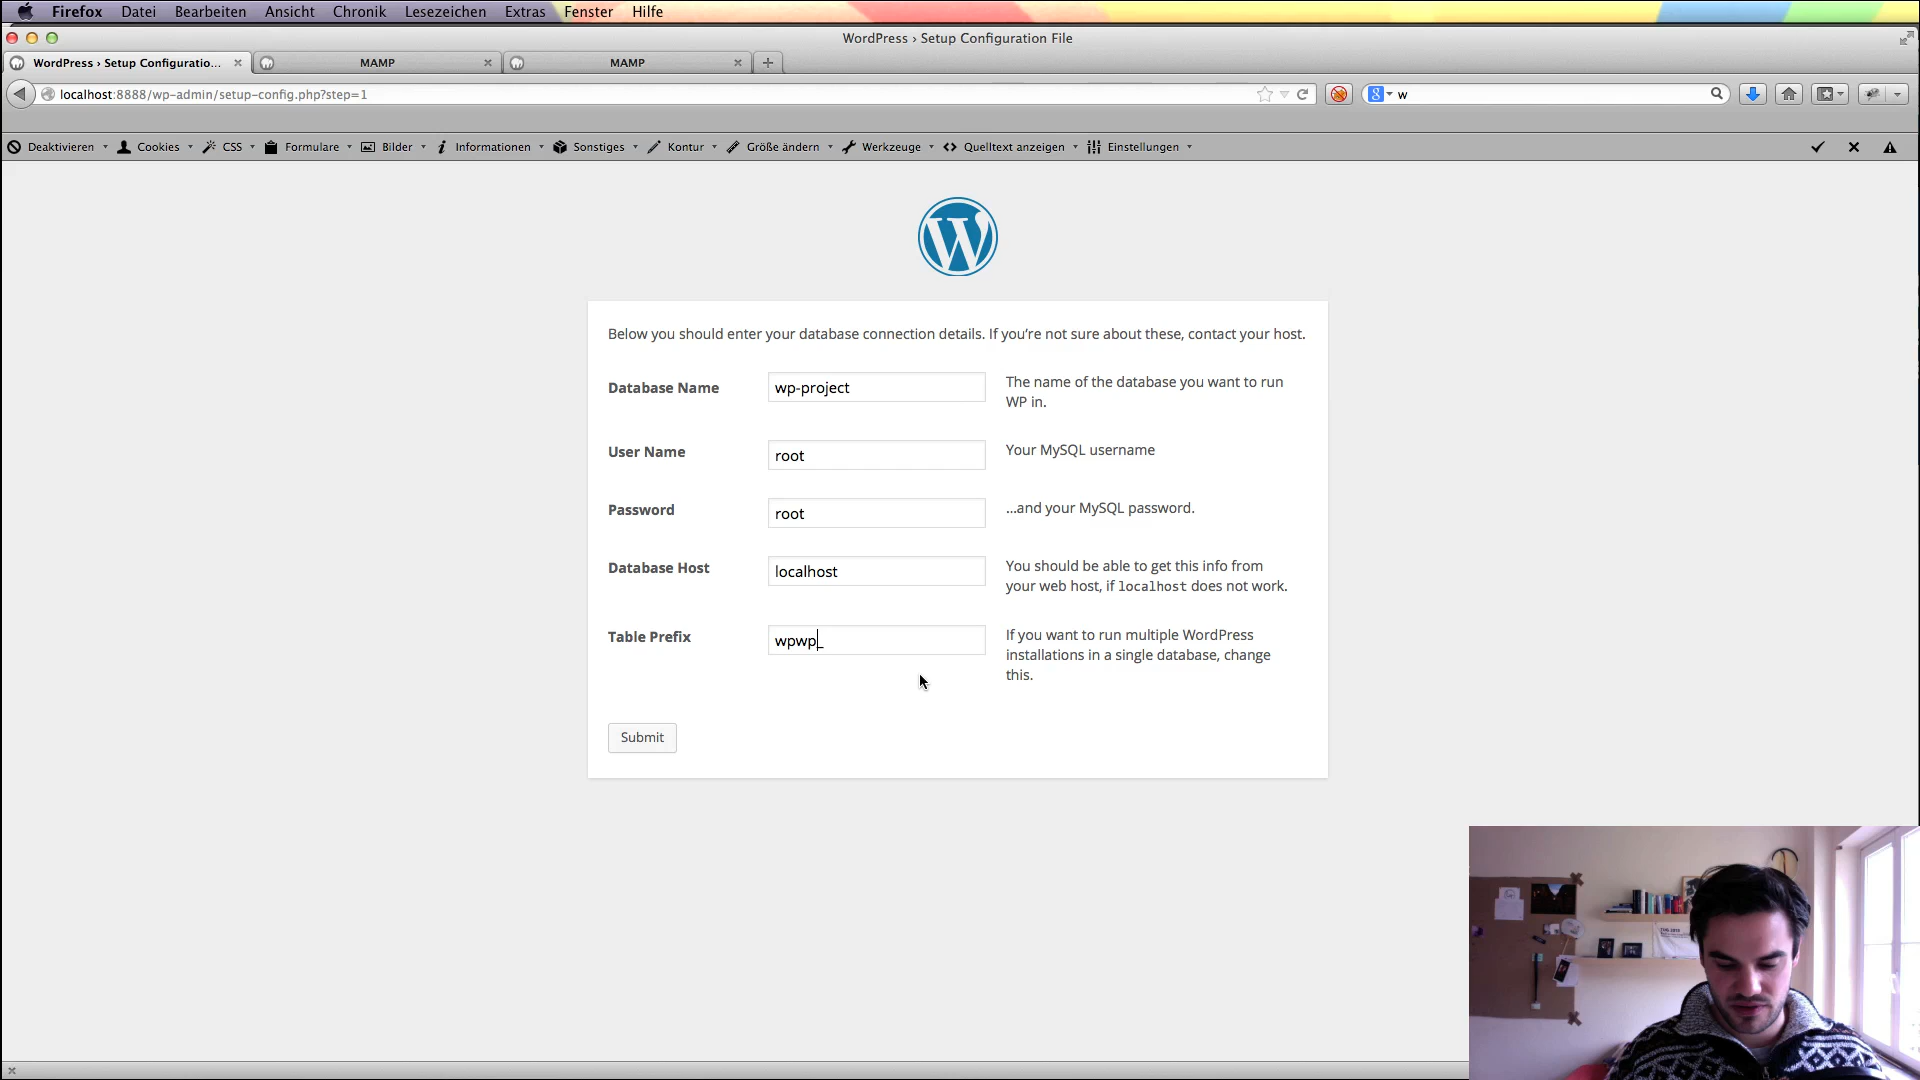 Firefox Datei Bearbeiten Ansicht Chronik Lesezeichen Extras Fenster Hilfe
WordPress › Setup Configuration File
WordPress › Setup Configuratio... MAMP MAMP
localhost:8888/wp-admin/setup-config.php?step=1 w
Deaktivieren Cookies CSS Formulare Bilder Informationen Sonstiges Kontur Größe ändern Werkzeuge Quelltext anzeigen Einstellungen
Below you should enter your database connection details. If you’re not sure about these, contact your host.
Database Name wp-project The name of the database you want to run
WP in.
User Name root Your MySQL username
Password root ...and your MySQL password.
Database Host localhost You should be able to get this info from
your web host, if localhost does not work.
Table Prefix wpwp_ If you want to run multiple WordPress
installations in a single database, change
this.
Submit